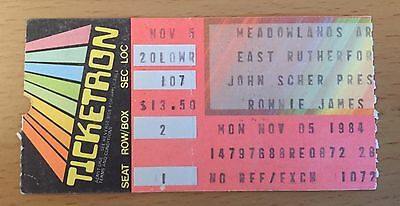 TICKETRON
SEAT ROW/BOX SEC LOC
NOV 5
20LOWR
107
$13.50
2
1
MEADOWLANDS AR
EAST RUTHERFOR
JOHN SCHER PRES
RONNIE JAMES
MON NOV 05 1984
14797688RE0872 28
NO REF/EXCH 1072